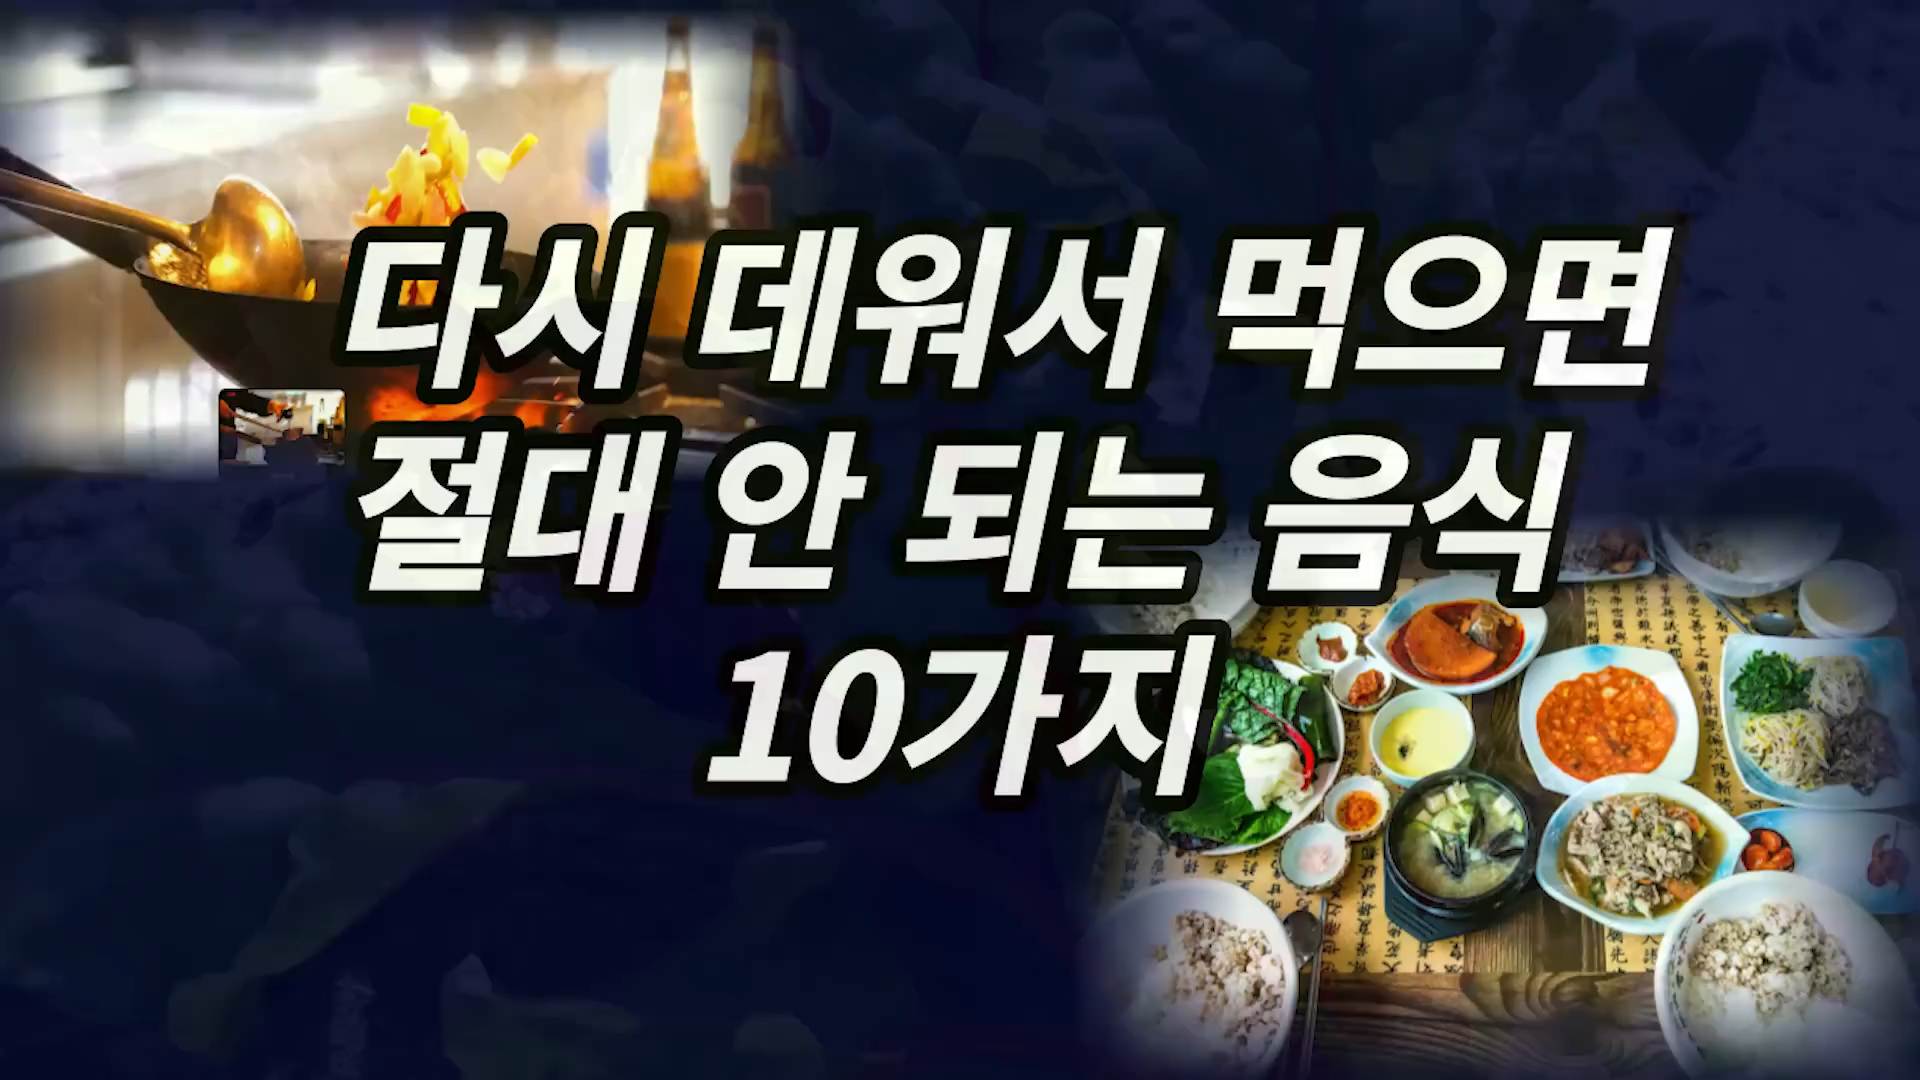 다시 데워서 먹으면
절대 안 되는 음식
10가지